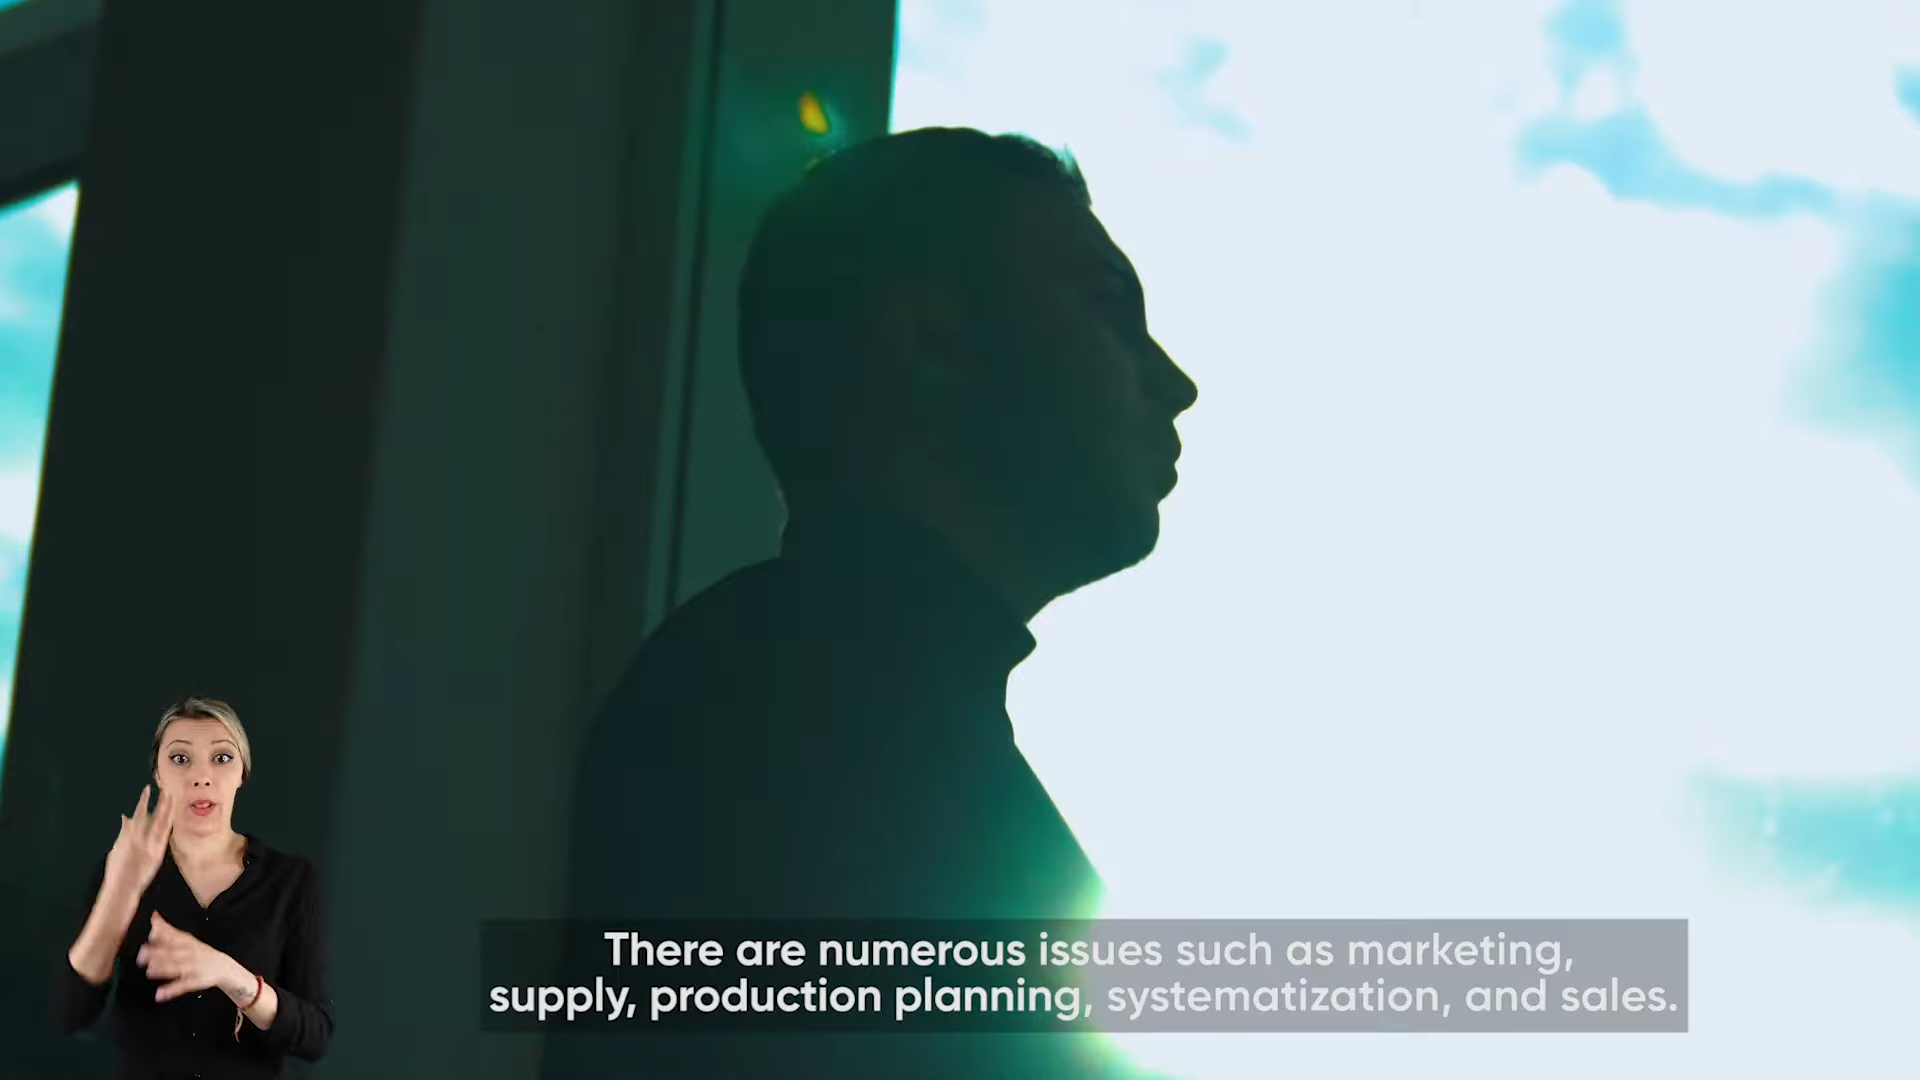 There are numerous issues such as marketing,
supply, production planning, systematization, and sales.